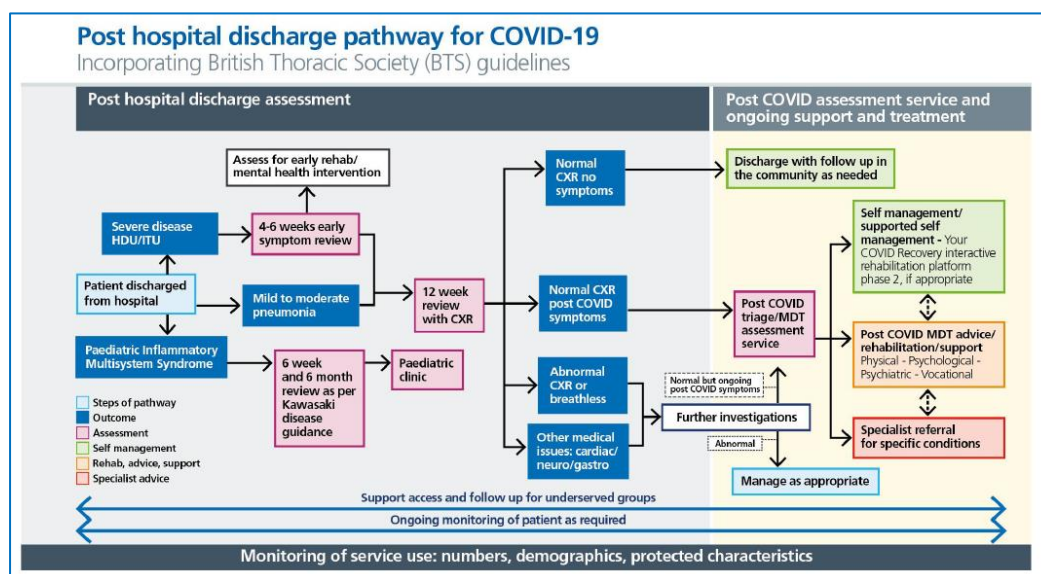 Post hospital discharge pathway for COVID-19
Incorporating British Thoracic Society (BTS) guidelines
Post hospital discharge assessment
Post COVID assessment service and
ongoing support and treatment
Assess for early rehab/
mental health intervention
Severe disease
HDU/ITU
4-6 weeks early
symptom review
Patient discharged
from hospital
Mild to moderate
pneumonia
Paediatric Inflammatory
Multisystem Syndrome
6 week
and 6 month
review as per
Kawasaki
disease
guidance
Paediatric
clinic
12 week
review
with CXR
Normal
CXR no
symptoms
Normal CXR
post COVID
symptoms
Abnormal
CXR or
breathless
Other medical
issues: cardiac/
neuro/gastro
Discharge with follow up in
the community as needed
Post COVID
triage/MDT
assessment
service
Normal but ongoing
post COVID symptoms
Further investigations
Abnormal
Manage as appropriate
Self management/
supported self
management - Your
COVID Recovery interactive
rehabilitation platform
phase 2, if appropriate
Post COVID MDT advice/
rehabilitation/support
Physical - Psychological -
Psychiatric - Vocational
Specialist referral
for specific conditions
Steps of pathway
Outcome
Assessment
Self management
Rehab, advice, support
Specialist advice
Support access and follow up for underserved groups
Ongoing monitoring of patient as required
Monitoring of service use: numbers, demographics, protected characteristics